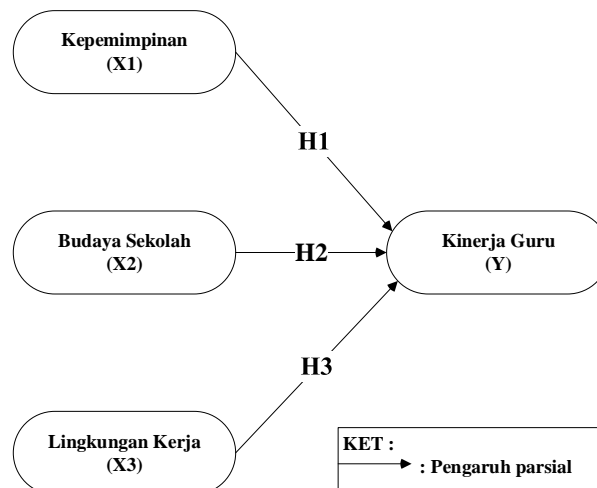 Kepemimpinan
(X1)
H1
Budaya Sekolah
(X2)
H2
Kinerja Guru
(Y)
H3
Lingkungan Kerja
(X3)
KET :
: Pengaruh parsial